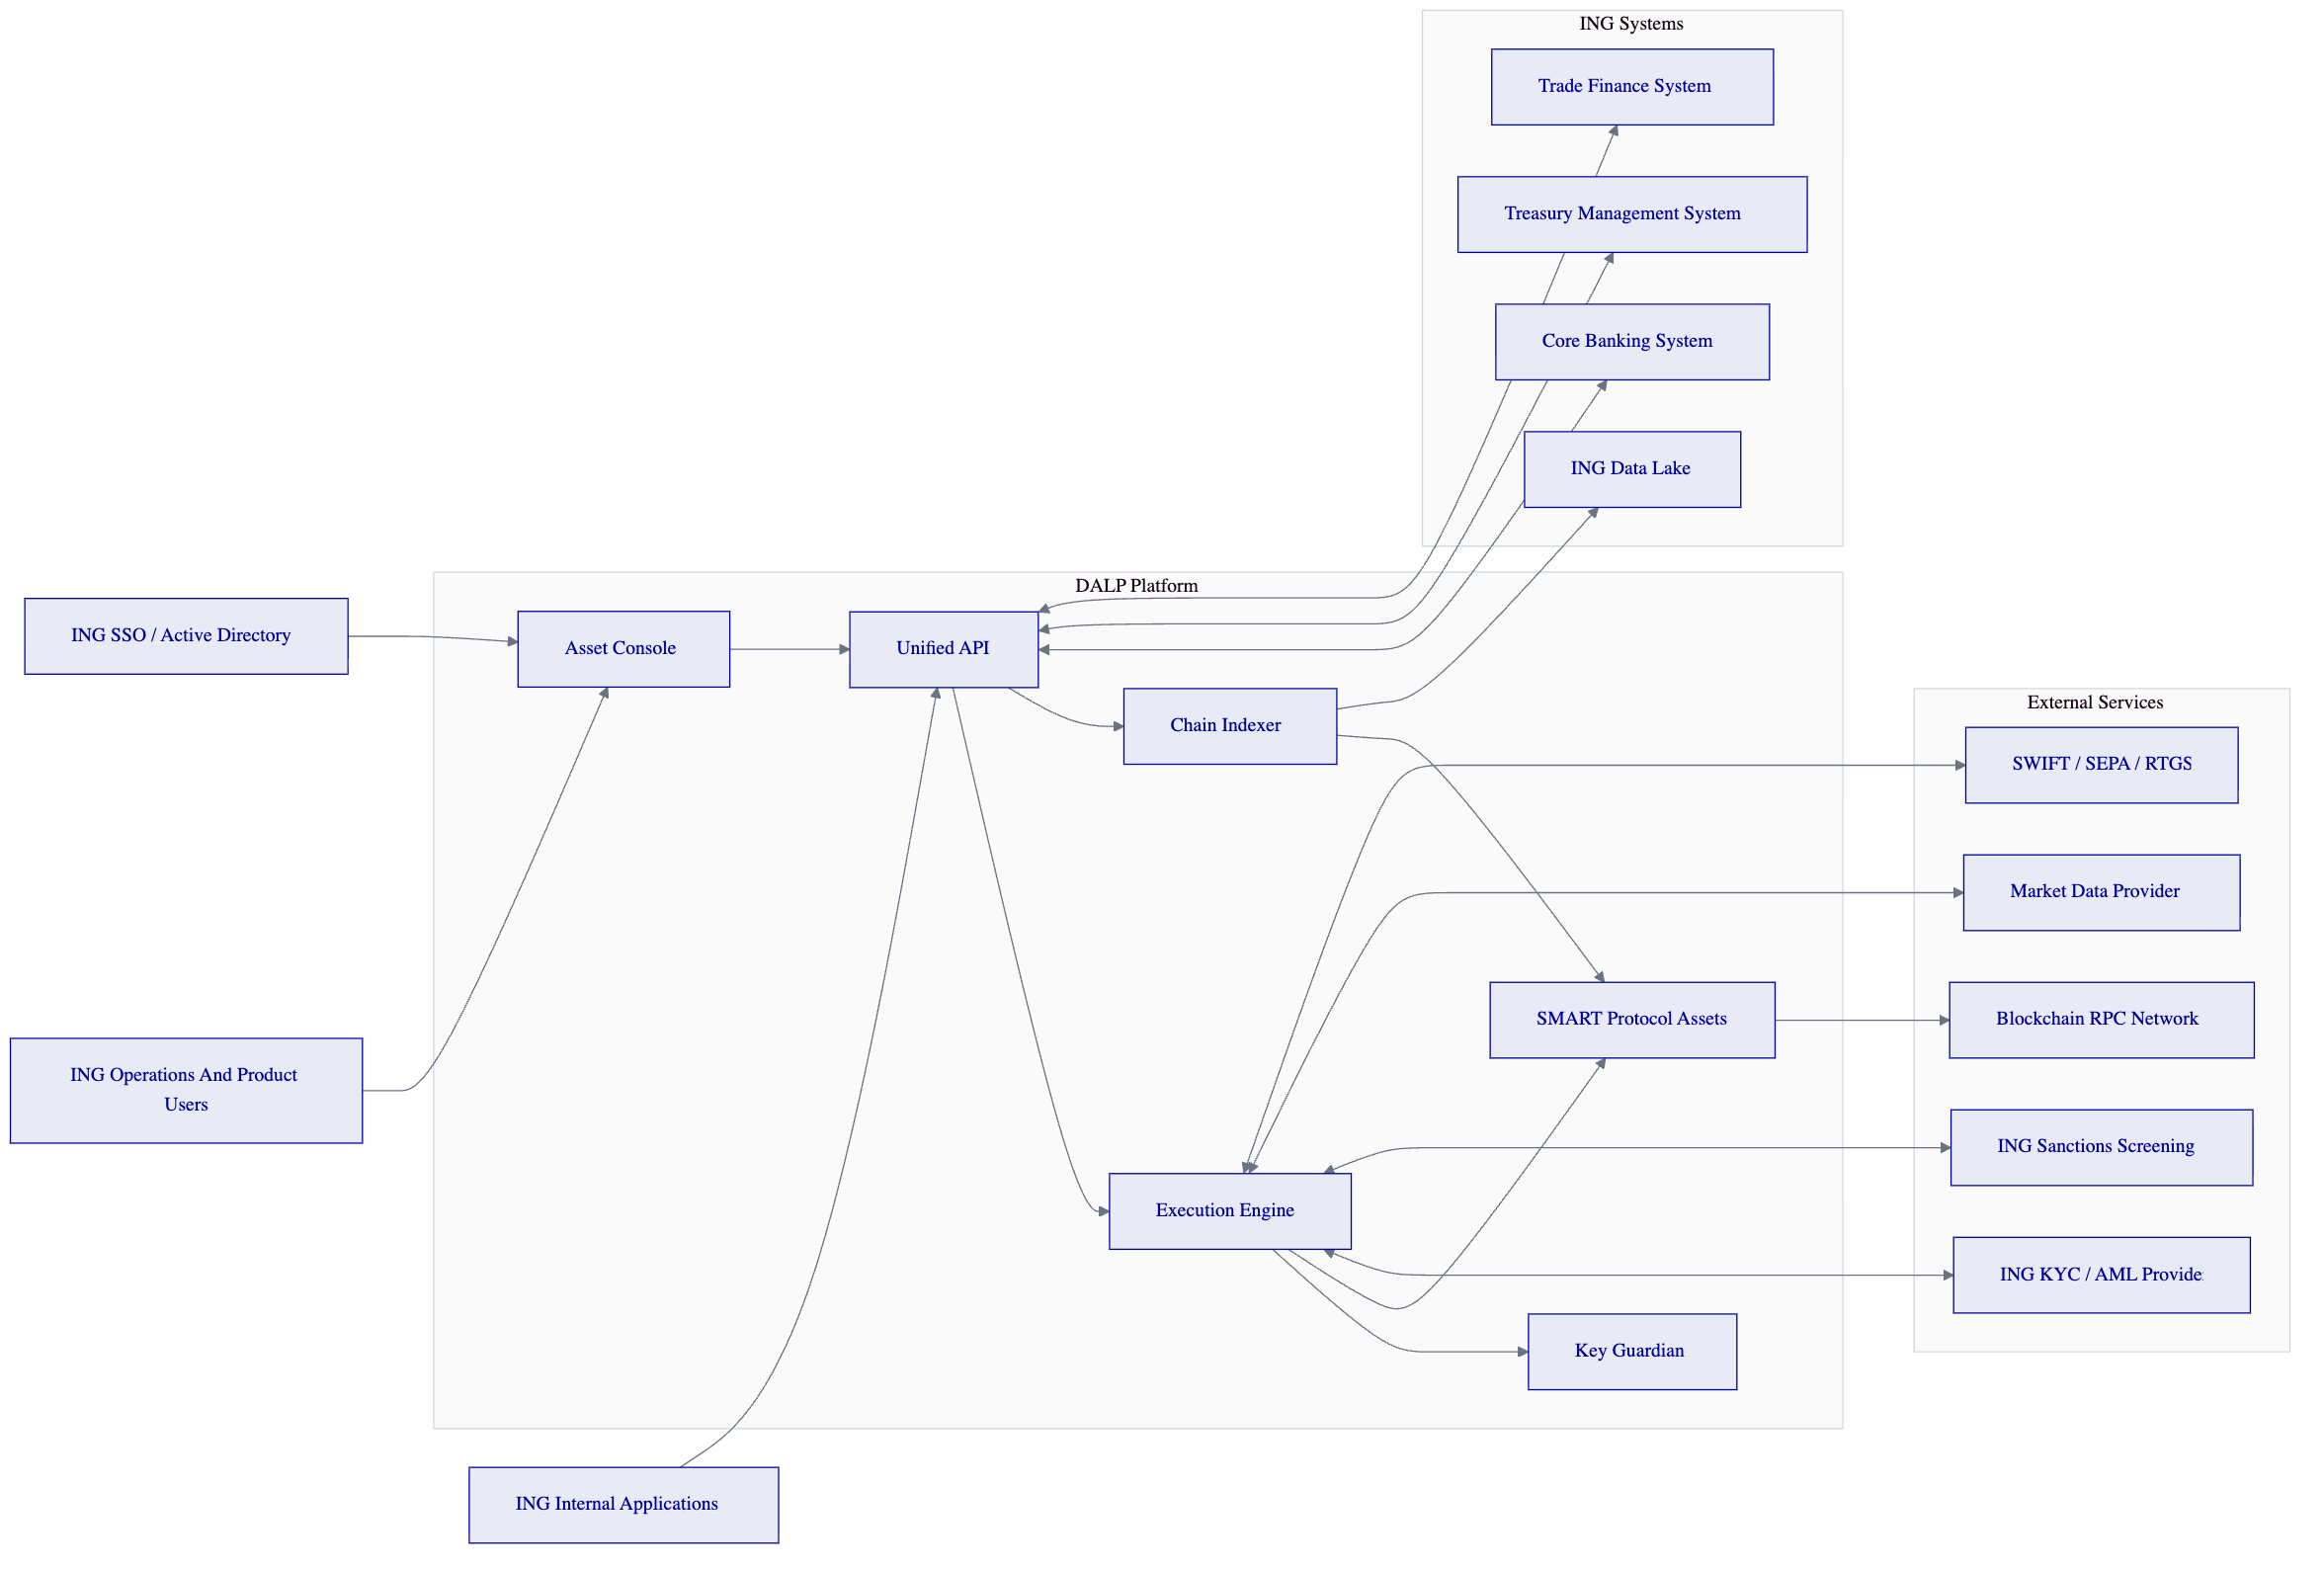 ING Systems
Trade Finance System
Treasury Management System
Core Banking System
ING Data Lake
DALP Platform
ING SSO / Active Directory
Asset Console
Unified API
Chain Indexer
External Services
SWIFT / SEPA / RTGS
Market Data Provider
SMART Protocol Assets
Blockchain RPC Network
ING Operations And Product
Users
ING Sanctions Screening
Execution Engine
ING KYC / AML Provide
Key Guardian
ING Internal Applications